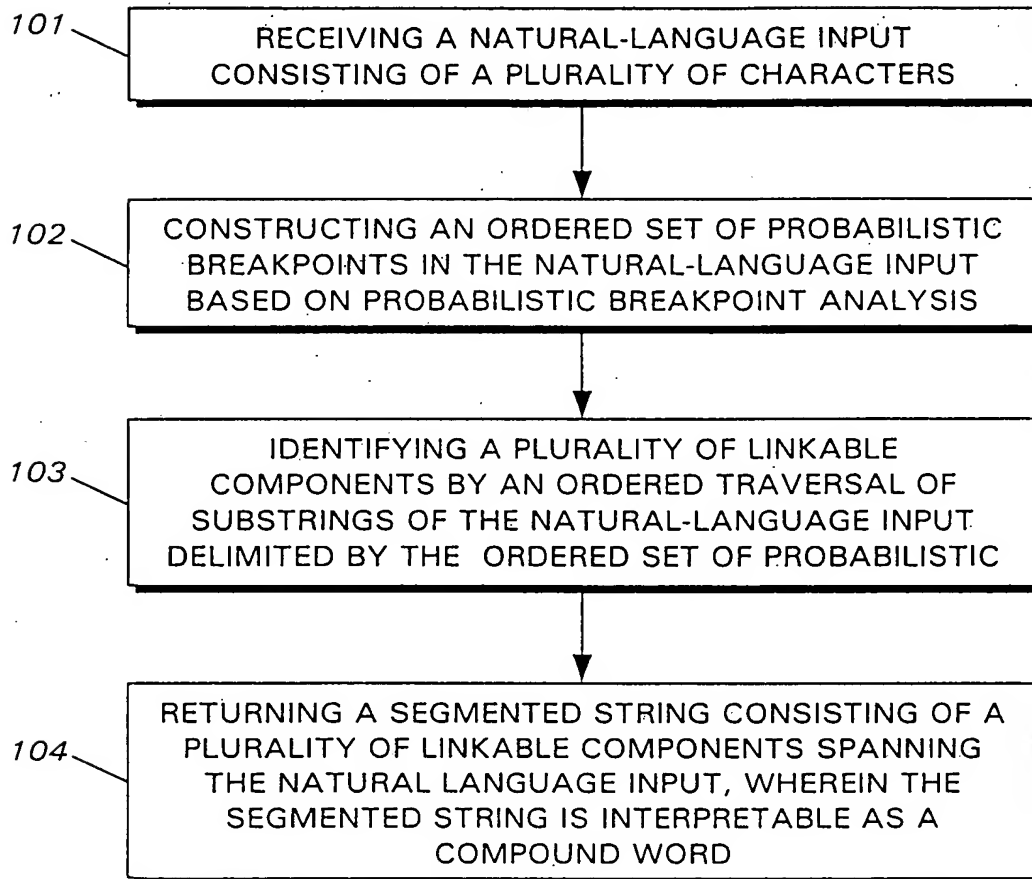 101
RECEIVING A NATURAL-LANGUAGE INPUT
CONSISTING OF A PLURALITY OF CHARACTERS
102
CONSTRUCTING AN ORDERED SET OF PROBABILISTIC
BREAKPOINTS IN THE NATURAL-LANGUAGE INPUT
BASED ON PROBABILISTIC BREAKPOINT ANALYSIS
103
IDENTIFYING A PLURALITY OF LINKABLE
COMPONENTS BY AN ORDERED TRAVERSAL OF
SUBSTRINGS OF THE NATURAL-LANGUAGE INPUT
DELIMITED BY THE ORDERED SET OF PROBABILISTIC
104
RETURNING A SEGMENTED STRING CONSISTING OF A
PLURALITY OF LINKABLE COMPONENTS SPANNING
THE NATURAL LANGUAGE INPUT, WHEREIN THE
SEGMENTED STRING IS INTERPRETABLE AS A
COMPOUND WORD